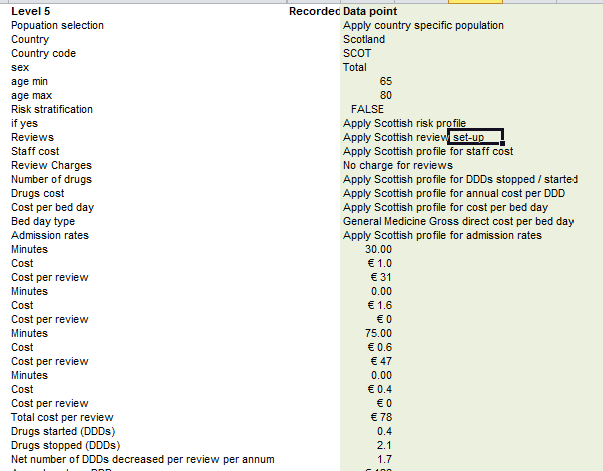 Level 5 Recorded Data point
Popuation selection Apply country specific population
Country Scotland
Country code SCOT
sex Total
age min 65
age max 80
Risk stratification FALSE
if yes Apply Scottish risk profile
Reviews Apply Scottish review set-up
Staff cost Apply Scottish profile for staff cost
Review Charges No charge for reviews
Number of drugs Apply Scottish profile for DDDs stopped / started
Drugs cost Apply Scottish profile for annual cost per DDD
Cost per bed day Apply Scottish profile for cost per bed day
Bed day type General Medicine Gross direct cost per bed day
Admission rates Apply Scottish profile for admission rates
Minutes 30.00
Cost € 1.0
Cost per review € 31
Minutes 0.00
Cost € 1.6
Cost per review € 0
Minutes 75.00
Cost € 0.6
Cost per review € 47
Minutes 0.00
Cost € 0.4
Cost per review € 0
Total cost per review € 78
Drugs started (DDDs) 0.4
Drugs stopped (DDDs) 2.1
Net number of DDDs decreased per review per annum 1.7